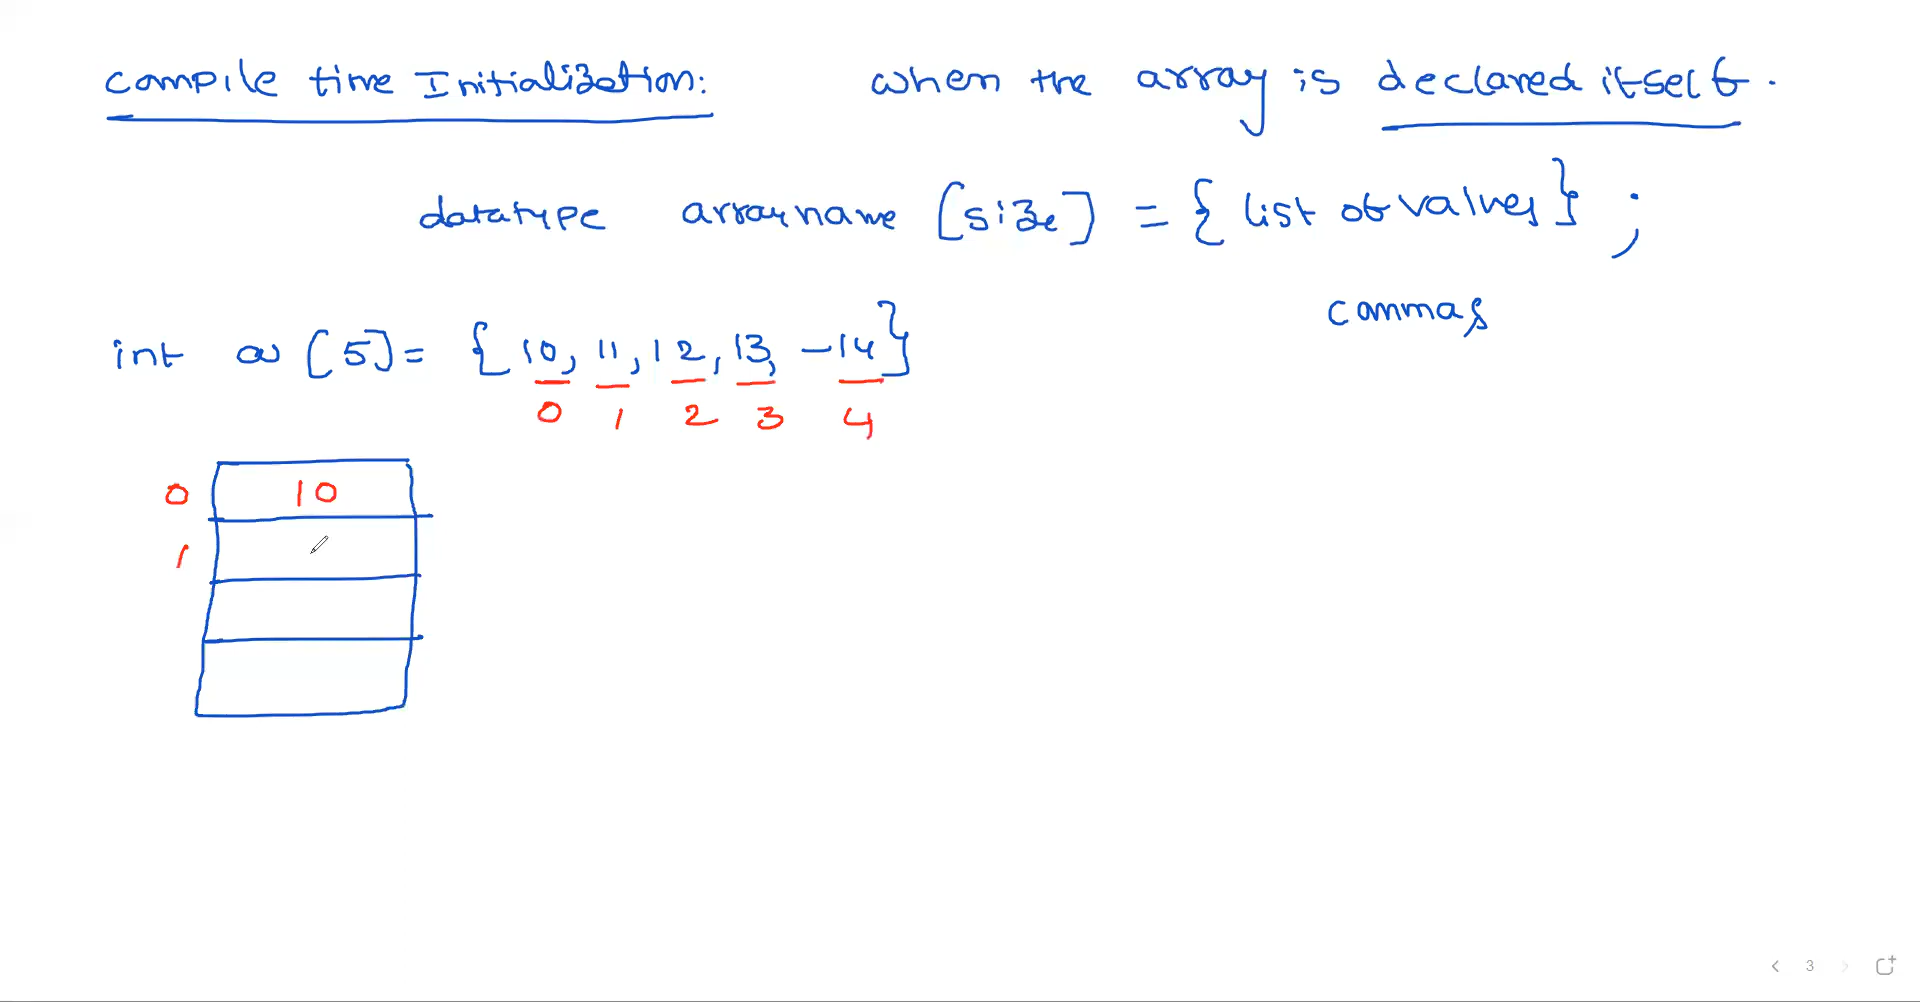 compile time Initialization: when the array is declared itself.
datatype arrayname [size] = { list of values} ;
commas
int a [5]= { 10, 11, 12, 13, -14}
0 1 2 3 4
0 10
1
3